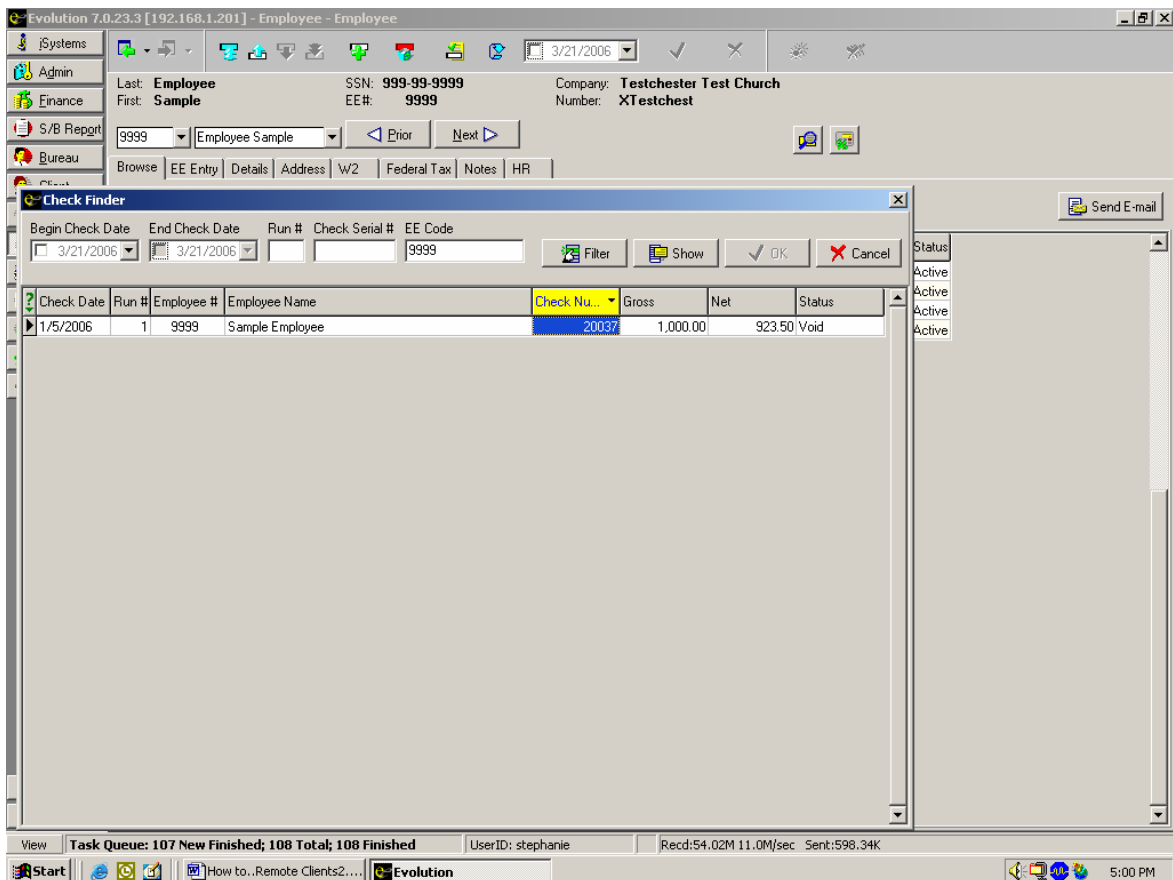 Evolution 7.0.23.3 [192.168.1.201] - Employee - Employee
iSystems
3/21/2006
Admin
Last: Employee SSN: 999-99-9999 Company: Testchester Test Church
Finance
First: Sample EE#: 9999 Number: XTestchest
S/B Report
9999 Employee Sample Prior Next
Bureau
Browse EE Entry Details Address W2 Federal Tax Notes HR
Client
Check Finder
Send E-mail
Begin Check Date End Check Date Run # Check Serial # EE Code
3/21/2006 3/21/2006 9999 Filter Show OK Cancel
Status
Active
Active
Active
Active
? Check Date Run # Employee # Employee Name Check Nu... Gross Net Status
1/5/2006 1 9999 Sample Employee 20037 1,000.00 923.50 Void
View Task Queue: 107 New Finished; 108 Total; 108 Finished UserID: stephanie Recd:54.02M 11.0M/sec Sent:598.34K
Start How to..Remote Clients2.... Evolution 5:00 PM